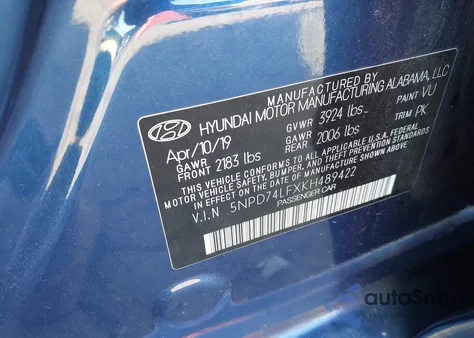 MANUFACTURED BY
HYUNDAI MOTOR MANUFACTURING ALABAMA, LLC
Apr/10/19 GVWR 3924 lbs PAINT VU
GAWR FRONT 2183 lbs GAWR REAR 2006 lbs TRIM PK
THIS VEHICLE CONFORMS TO ALL APPLICABLE U.S.A. FEDERAL
MOTOR VEHICLE SAFETY, BUMPER, AND THEFT PREVENTION
STANDARDS IN EFFECT ON THE DATE OF MANUFACTURE SHOWN ABOVE
V.I.N 5NPD74LFXKH489422
PASSENGER CAR
autoSnap